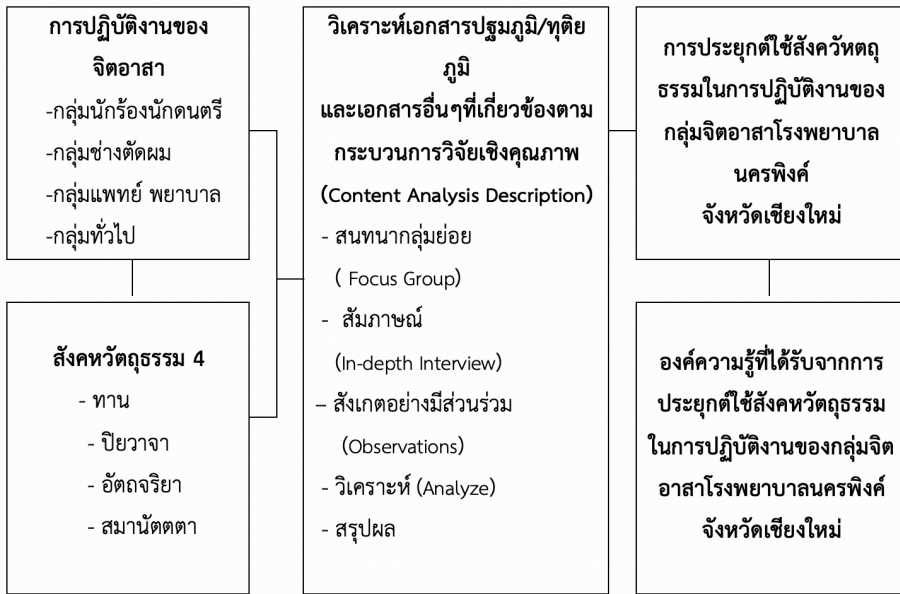 การปฏิบัติงานของ
จิตอาสา
-กลุ่มนักร้องนักดนตรี
-กลุ่มช่างตัดผม
-กลุ่มแพทย์ พยาบาล
-กลุ่มทั่วไป
สังคหวัตถุธรรม 4
- ทาน
- ปิยวาจา
- อัตถจริยา
- สมานัตตตา
วิเคราะห์เอกสารปฐมภูมิ/ทุติย
ภูมิ
และเอกสารอื่นๆที่เกี่ยวข้องตาม
กระบวนการวิจัยเชิงคุณภาพ
(Content Analysis Description)
- สนทนากลุ่มย่อย
( Focus Group)
- สัมภาษณ์
(In-depth Interview)
– สังเกตอย่างมีส่วนร่วม
(Observations)
- วิเคราะห์ (Analyze)
- สรุปผล
การประยุกต์ใช้สังควัหตถุ
ธรรมในการปฏิบัติงานของ
กลุ่มจิตอาสาโรงพยาบาล
นครพิงค์
จังหวัดเชียงใหม่
องค์ความรู้ที่ได้รับจากการ
ประยุกต์ใช้สังคหวัตถุธรรม
ในการปฏิบัติงานของกลุ่มจิต
อาสาโรงพยาบาลนครพิงค์
จังหวัดเชียงใหม่